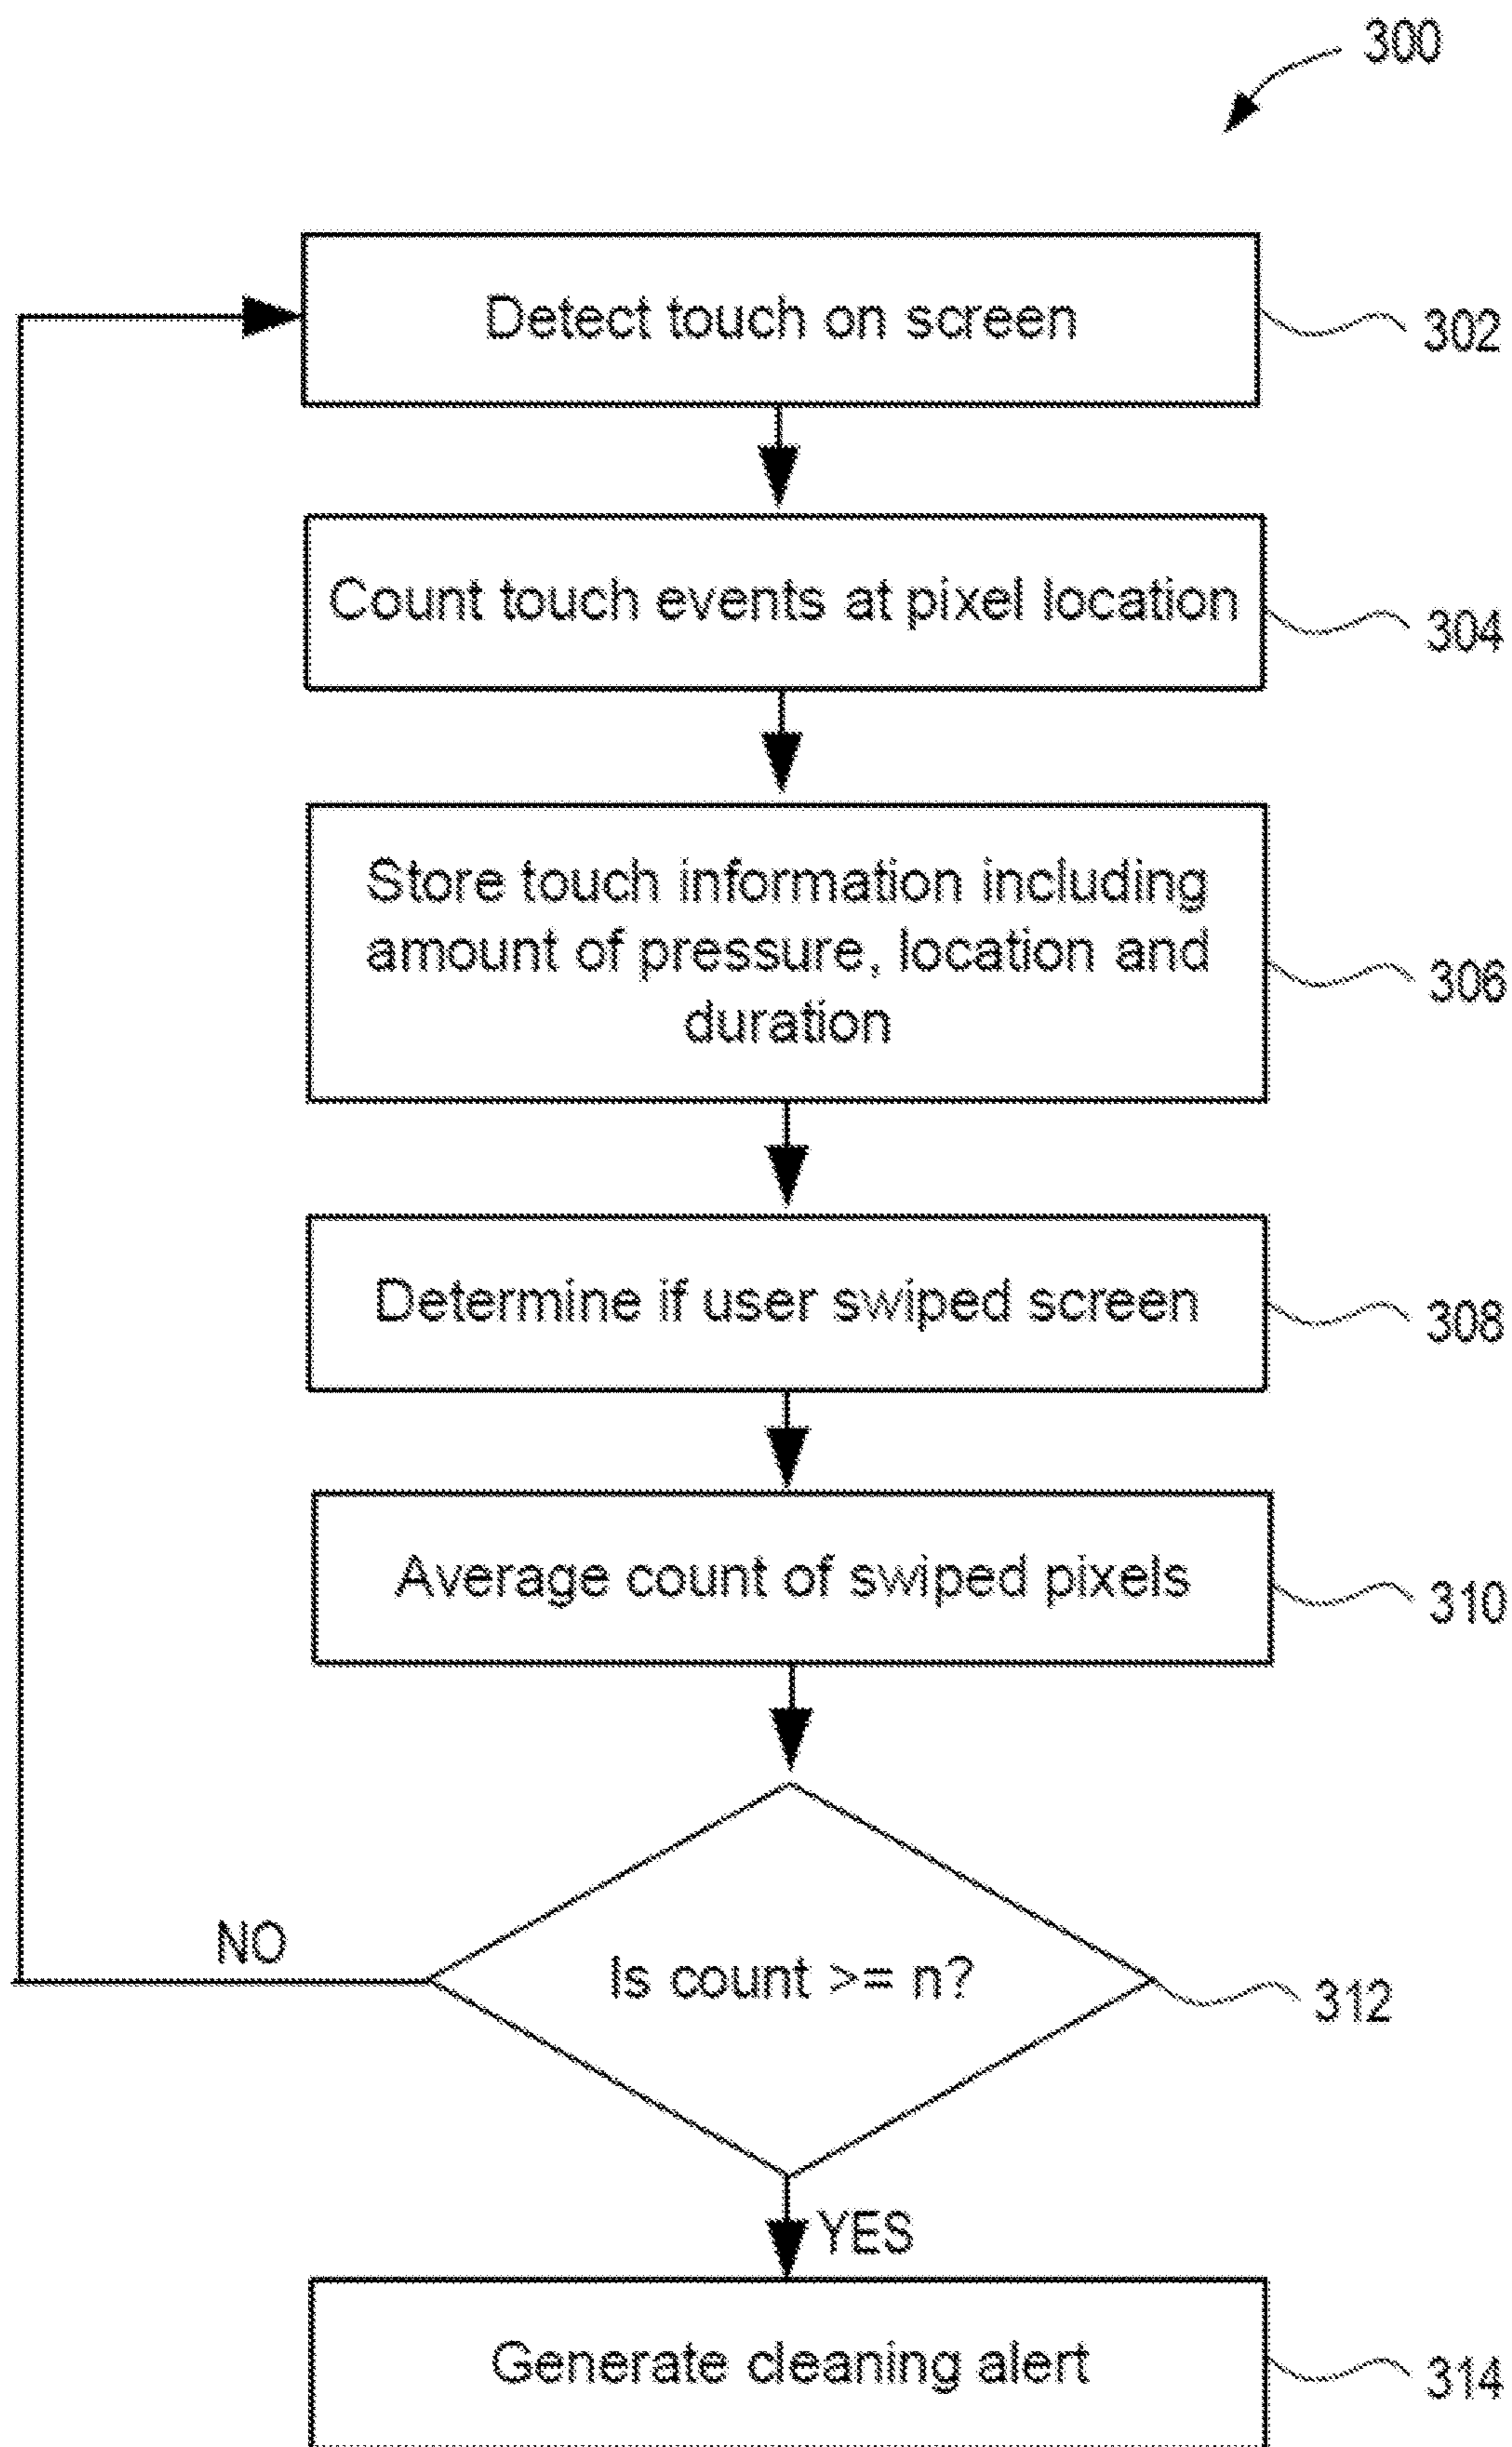 300
Detect touch on screen
302
Count touch events at pixel location
304
Store touch information including
amount of pressure, location and
duration
306
Determine if user swiped screen
308
Average count of swiped pixels
310
Is count >= n?
312
NO
YES
Generate cleaning alert
314